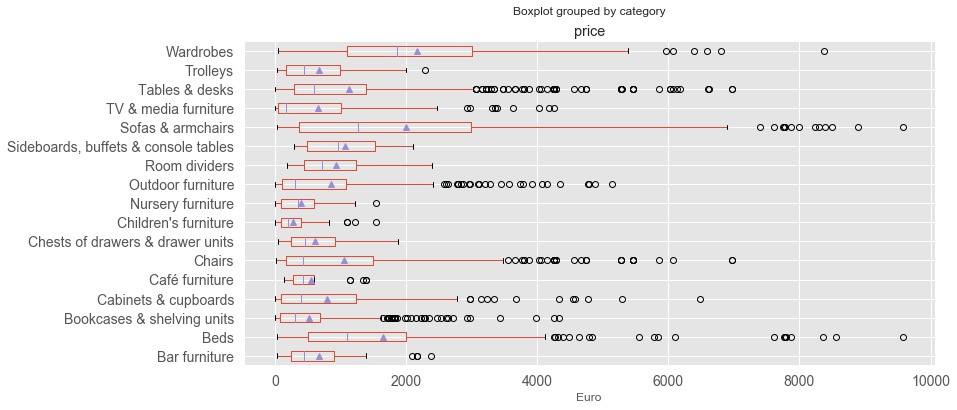 Boxplot grouped by category
price
Wardrobes
Trolleys
Tables & desks
TV & media furniture
Sofas & armchairs
Sideboards, buffets & console tables
Room dividers
Outdoor furniture
Nursery furniture
Children's furniture
Chests of drawers & drawer units
Chairs
Café furniture
Cabinets & cupboards
Bookcases & shelving units
Beds
Bar furniture
0 2000 4000 6000 8000 10000
Euro